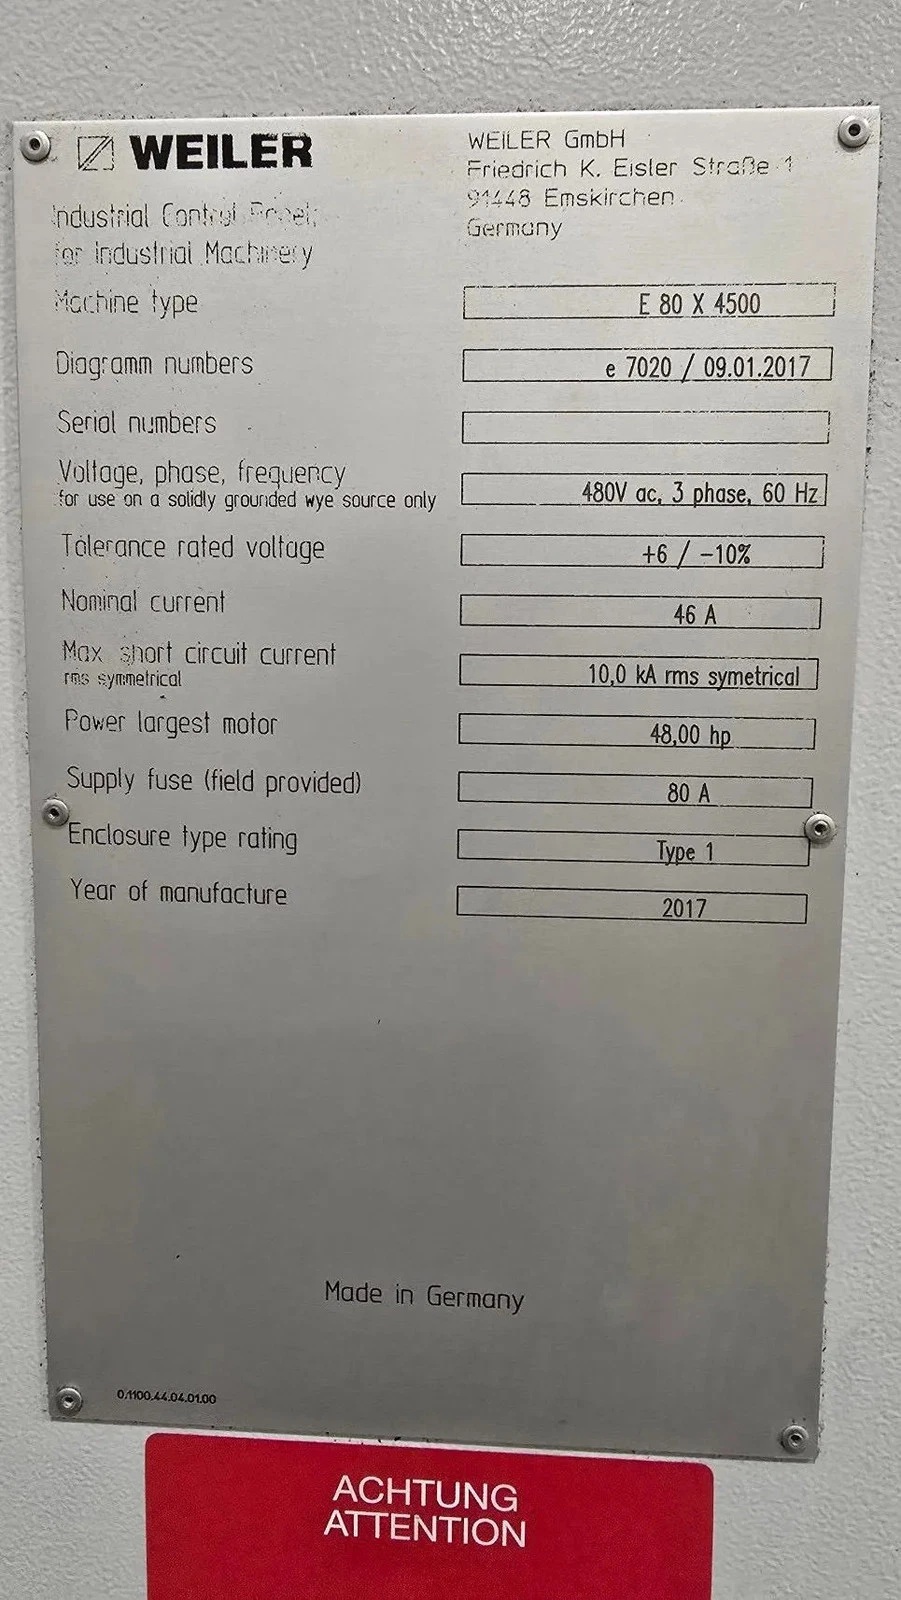 WEILER
WEILER GmbH
Friedrich K. Eisler Straße 1
91448 Emskirchen
Germany
Industrial Control Panel;
for Industrial Machinery
Machine type E 80 X 4500
Diagramm numbers e 7020 / 09.01.2017
Serial numbers
Voltage, phase, frequency 480V ac, 3 phase, 60 Hz
for use on a solidly grounded wye source only
Tolerance rated voltage +6 / -10%
Nominal current 46 A
Max. short circuit current 10,0 kA rms symetrical
rms symmetrical
Power largest motor 48,00 hp
Supply fuse (field provided) 80 A
Enclosure type rating Type 1
Year of manufacture 2017
Made in Germany
0.1100.44.04.01.00
ACHTUNG
ATTENTION